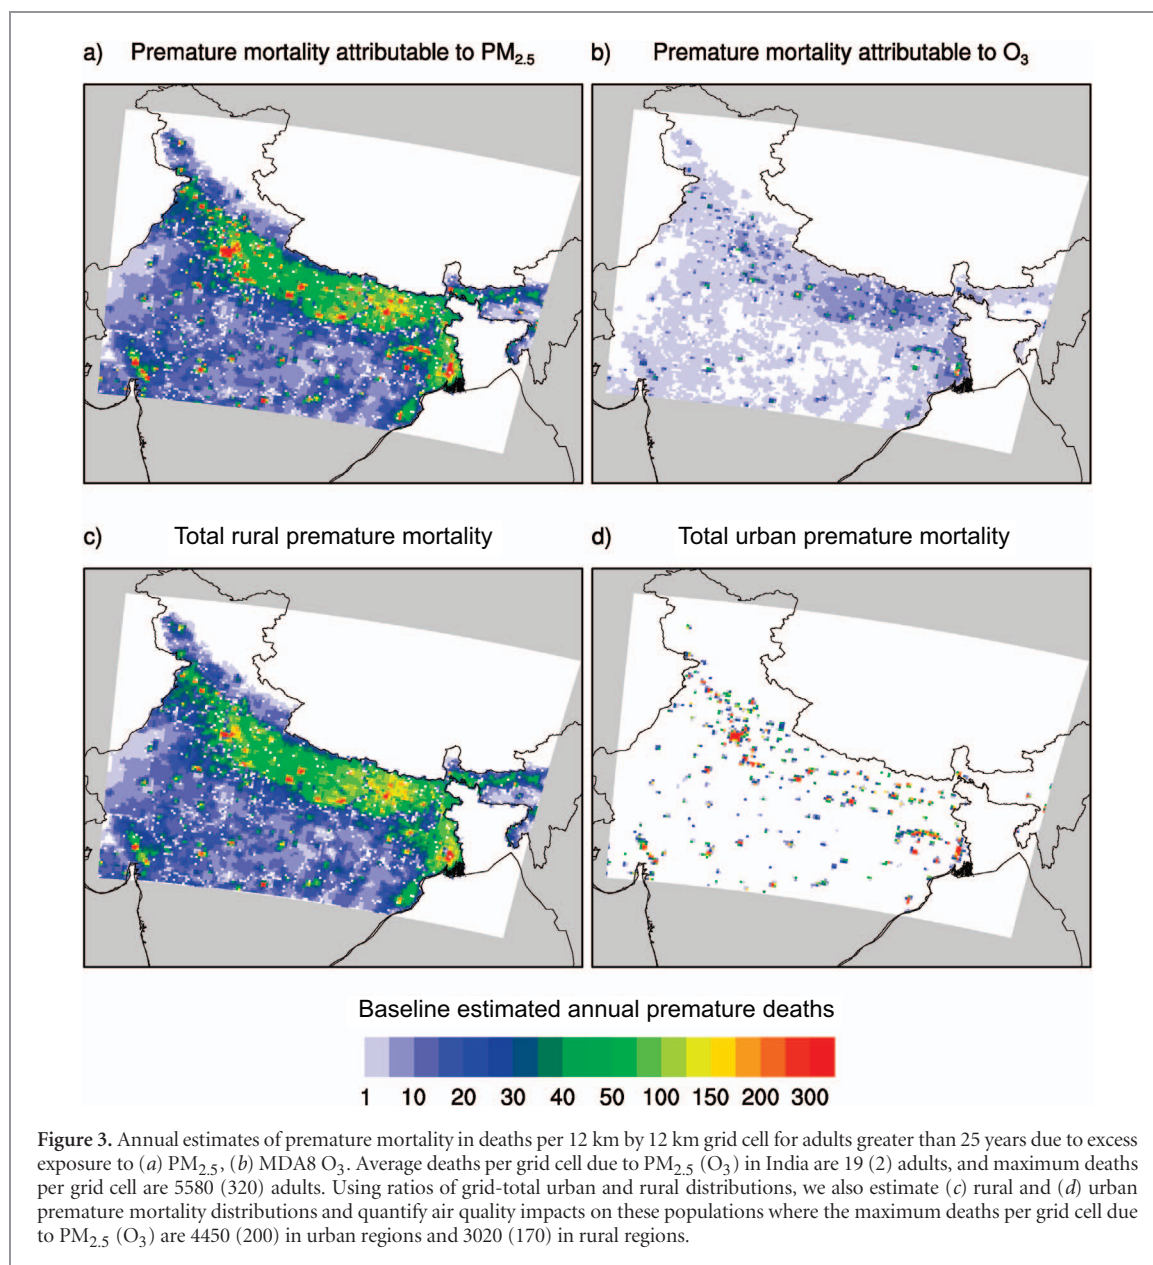 a) Premature mortality attributable to PM2.5
b) Premature mortality attributable to O3
c) Total rural premature mortality
d) Total urban premature mortality
Baseline estimated annual premature deaths
1 10 20 30 40 50 100 150 200 300
Figure 3. Annual estimates of premature mortality in deaths per 12 km by 12 km grid cell for adults greater than 25 years due to excess
exposure to (a) PM2.5, (b) MDA8 O3. Average deaths per grid cell due to PM2.5 (O3) in India are 19 (2) adults, and maximum deaths
per grid cell are 5580 (320) adults. Using ratios of grid-total urban and rural distributions, we also estimate (c) rural and (d) urban
premature mortality distributions and quantify air quality impacts on these populations where the maximum deaths per grid cell due
to PM2.5 (O3) are 4450 (200) in urban regions and 3020 (170) in rural regions.